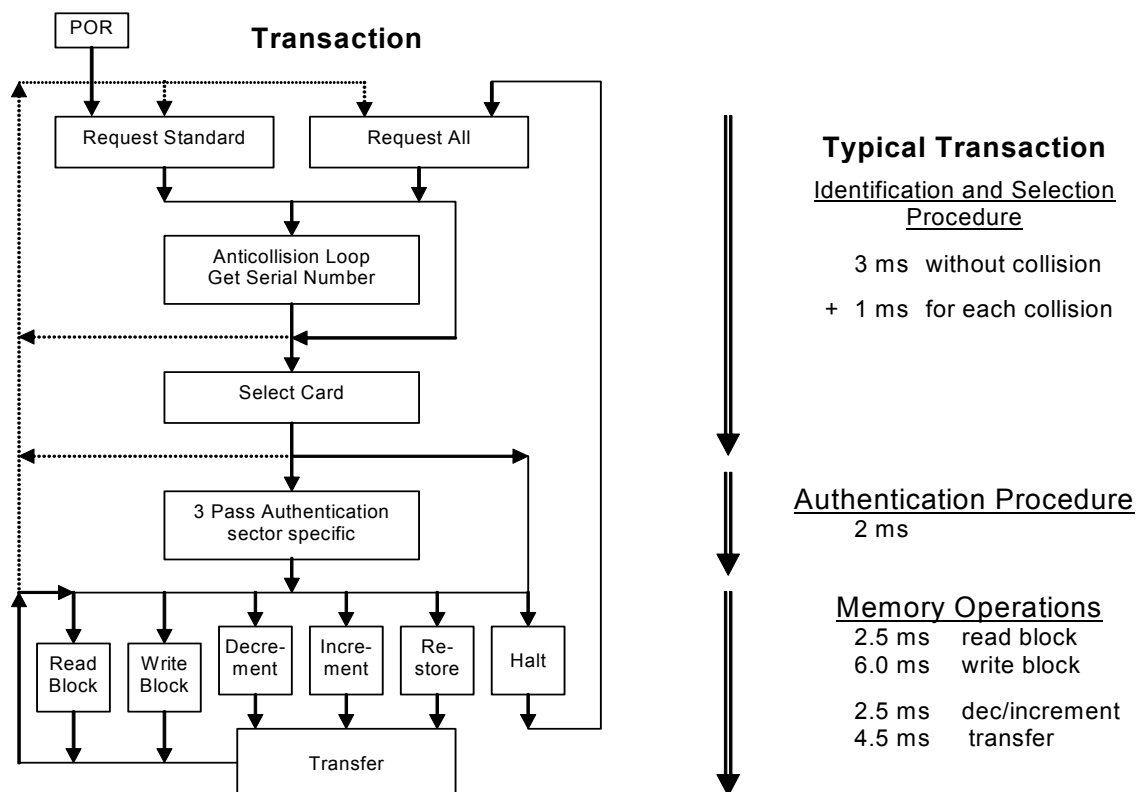 POR
Transaction
Request Standard
Request All
Anticollision Loop
Get Serial Number
Select Card
3 Pass Authentication
sector specific
Read
Block
Write
Block
Decre-
ment
Incre-
ment
Re-
store
Halt
Transfer
Typical Transaction
Identification and Selection
Procedure
3 ms without collision
+ 1 ms for each collision
Authentication Procedure
2 ms
Memory Operations
2.5 ms read block
6.0 ms write block
2.5 ms dec/increment
4.5 ms transfer